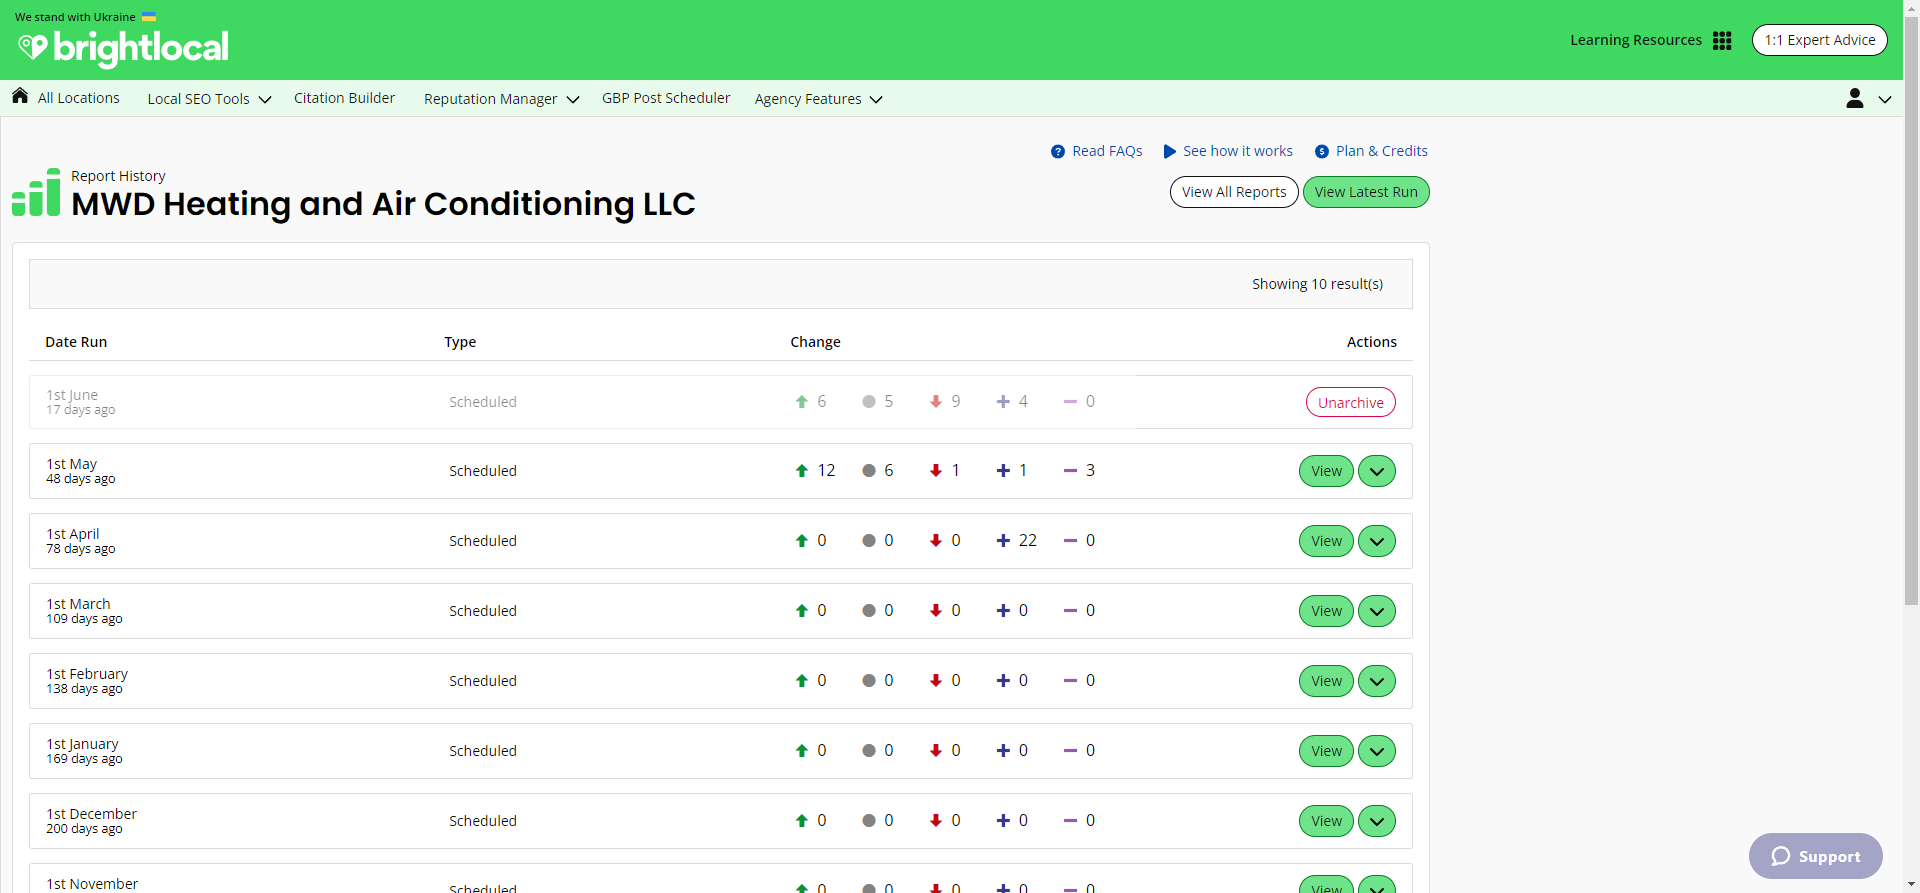 We stand with Ukraine
brightlocal
Learning Resources
1:1 Expert Advice
All Locations Local SEO Tools Citation Builder Reputation Manager GBP Post Scheduler Agency Features
Read FAQs See how it works Plan & Credits
Report History
MWD Heating and Air Conditioning LLC
View All Reports View Latest Run
Showing 10 result(s)
Date Run Type Change Actions
1st June
17 days ago
Scheduled 6 5 9 4 0 Unarchive
1st May
48 days ago
Scheduled 12 6 1 1 3 View
1st April
78 days ago
Scheduled 0 0 0 22 0 View
1st March
109 days ago
Scheduled 0 0 0 0 0 View
1st February
138 days ago
Scheduled 0 0 0 0 0 View
1st January
169 days ago
Scheduled 0 0 0 0 0 View
1st December
200 days ago
Scheduled 0 0 0 0 0 View
1st November
Scheduled 0 0 0 0 0 View
Support